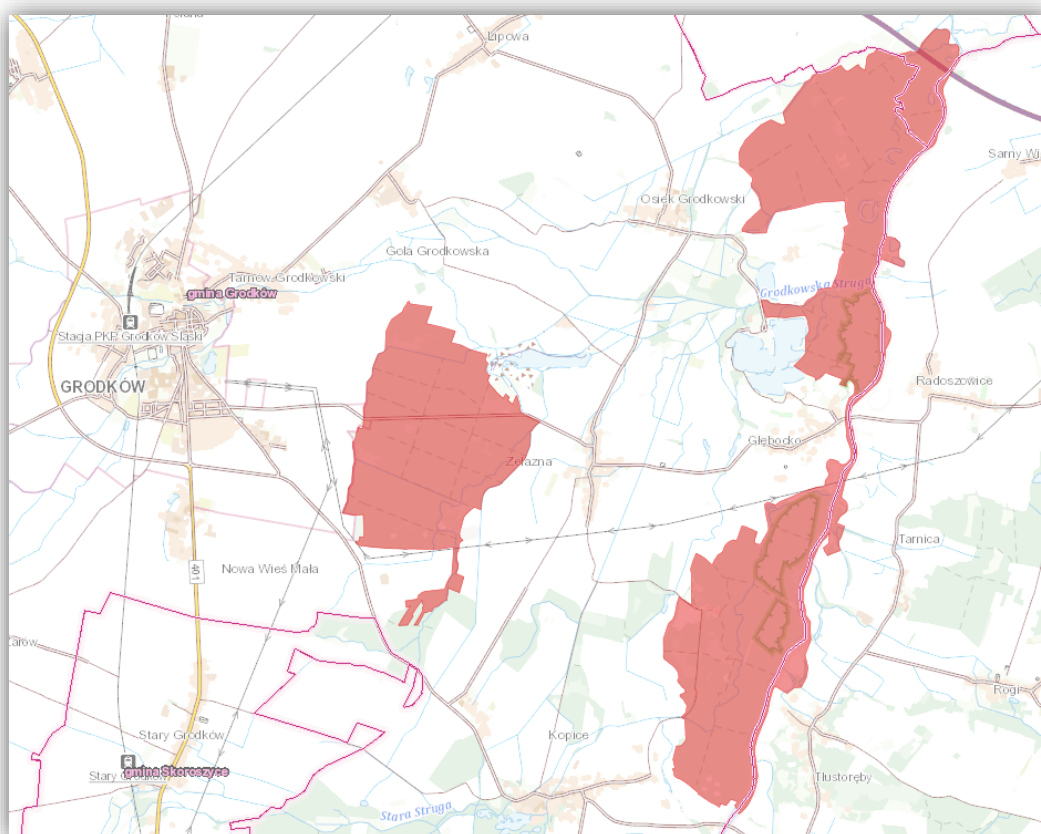 Lipowa
Sarny Wi
Osiek Grodkowski
Gola Grodkowska
Tarnów Grodkowski
gmina Grodków
Grodkowska Struga
Stacja PKP Grodków Śląski
GRODKÓW
Radoszowice
Głębocko
Żelazna
Tarnica
401
Nowa Wieś Mała
Rogi
Stary Grodków
Kopice
gmina Skoroszyce
Stary Grodków
Tłustoręby
Stara Struga